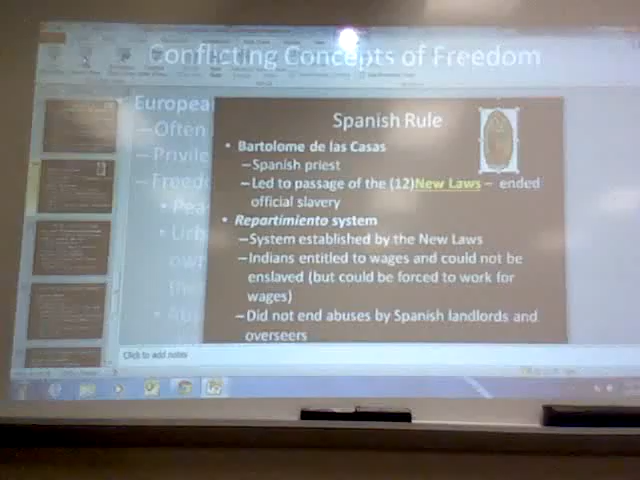 Conflicting Concepts of Freedom
Europea
–Often
–Privile
–Freedo
• Pea
• Urb
own
the
Spanish Rule
• Bartolome de las Casas
–Spanish priest
–Led to passage of the (12)New Laws – ended
official slavery
• Repartimiento system
–System established by the New Laws
–Indians entitled to wages and could not be
enslaved (but could be forced to work for
wages)
–Did not end abuses by Spanish landlords and
overseers
Click to add notes